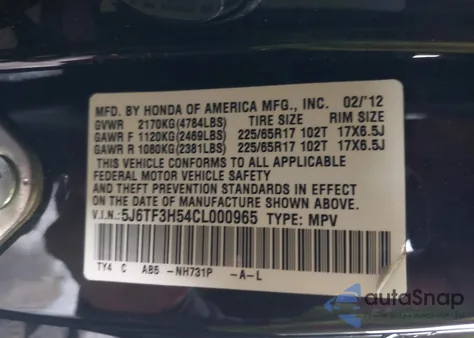 MFD. BY HONDA OF AMERICA MFG., INC. 02/'12
GVWR 2170KG(4784LBS) TIRE SIZE RIM SIZE
GAWR F 1120KG(2469LBS) 225/65R17 102T 17X6.5J
GAWR R 1080KG(2381LBS) 225/65R17 102T 17X6.5J
THIS VEHICLE CONFORMS TO ALL APPLICABLE
FEDERAL MOTOR VEHICLE SAFETY
AND THEFT PREVENTION STANDARDS IN EFFECT
ON THE DATE OF MANUFACTURE SHOWN ABOVE.
V.I.N.: 5J6TF3H54CL000965 TYPE: MPV
TY4 C AB5 -NH731P -A-L
autoSnap